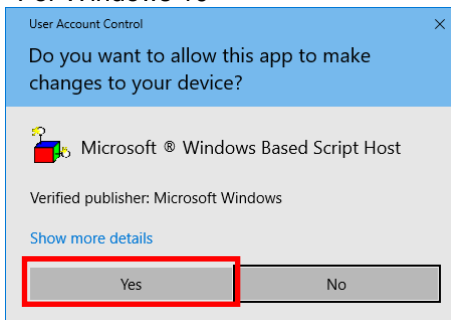 For Windows 10
User Account Control
Do you want to allow this app to make
changes to your device?
Microsoft ® Windows Based Script Host
Verified publisher: Microsoft Windows
Show more details
Yes
No